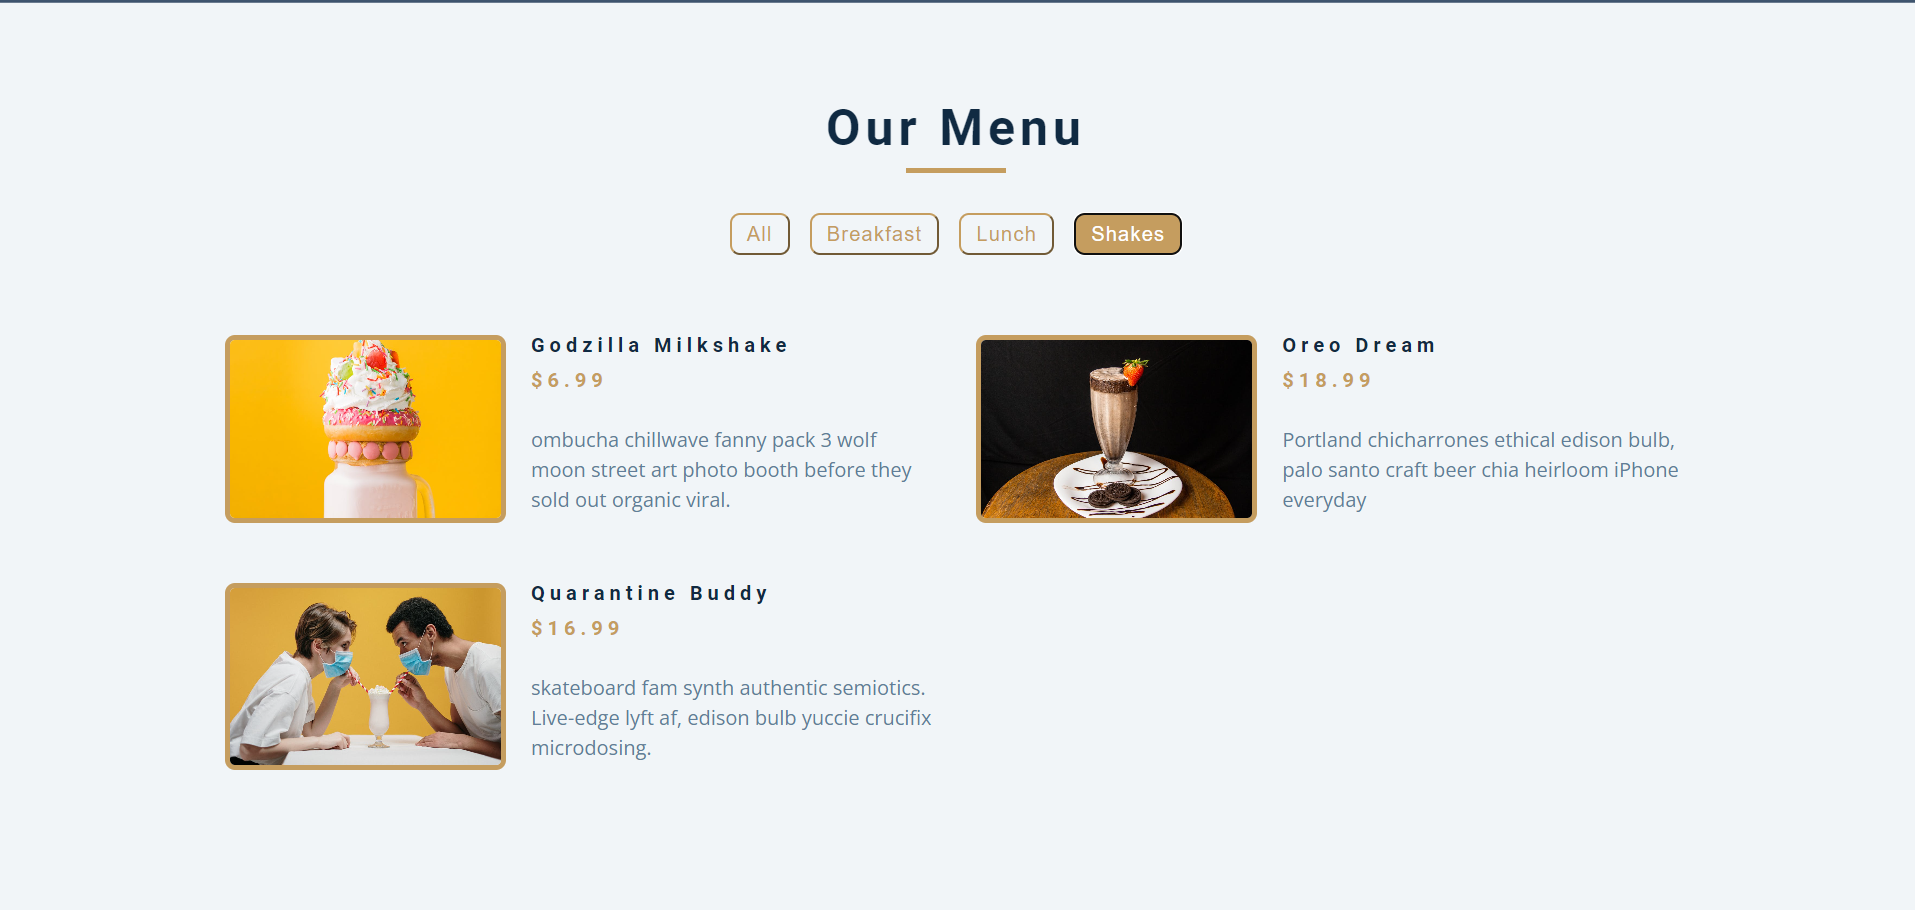 Our Menu
All
Breakfast
Lunch
Shakes
Godzilla Milkshake
$6.99
ombucha chillwave fanny pack 3 wolf
moon street art photo booth before they
sold out organic viral.
Oreo Dream
$18.99
Portland chicharrones ethical edison bulb,
palo santo craft beer chia heirloom iPhone
everyday
Quarantine Buddy
$16.99
skateboard fam synth authentic semiotics.
Live-edge lyft af, edison bulb yuccie crucifix
microdosing.